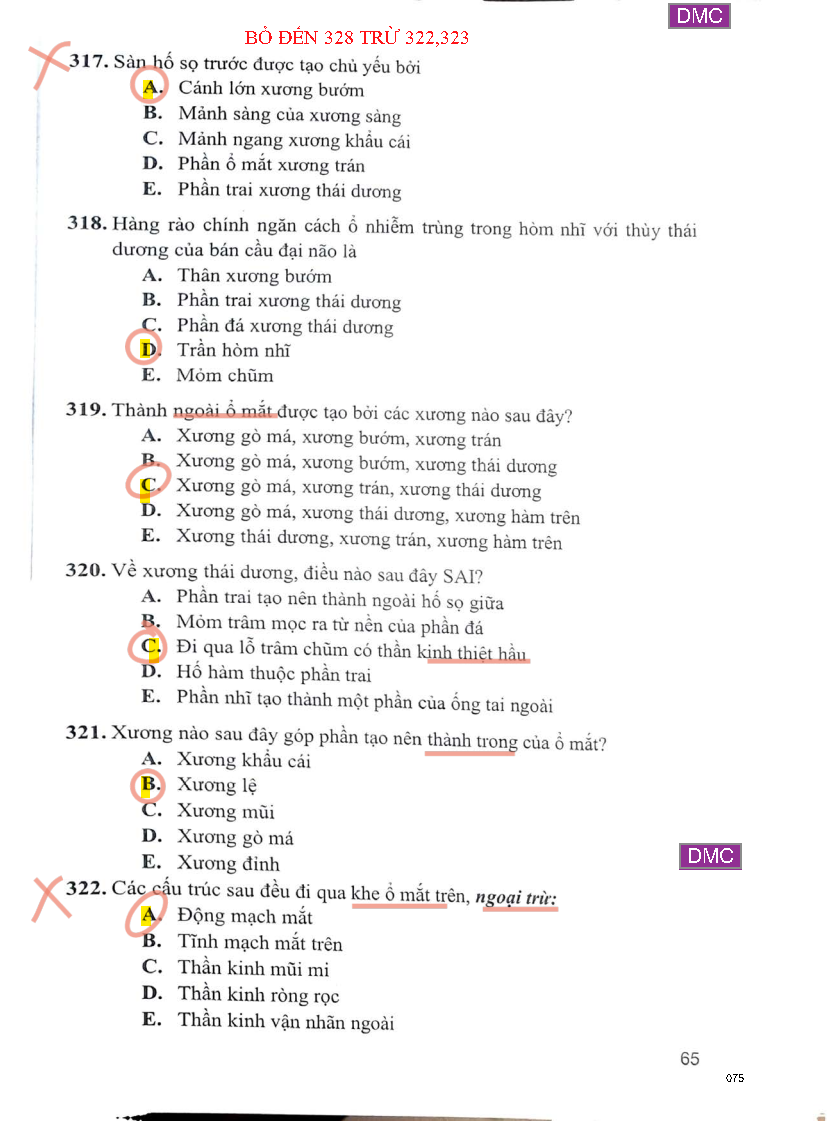 DMC
BỎ ĐẾN 328 TRỪ 322,323
317. Sàn hố sọ trước được tạo chủ yếu bởi
A. Cánh lớn xương bướm
B. Mảnh sàng của xương sàng
C. Mảnh ngang xương khẩu cái
D. Phần ổ mắt xương trán
E. Phần trai xương thái dương
318. Hàng rào chính ngăn cách ổ nhiễm trùng trong hòm nhĩ với thùy thái
dương của bán cầu đại não là
A. Thân xương bướm
B. Phần trai xương thái dương
C. Phần đá xương thái dương
D. Trần hòm nhĩ
E. Mỏm chũm
319. Thành ngoài ổ mắt được tạo bởi các xương nào sau đây?
A. Xương gò má, xương bướm, xương trán
B. Xương gò má, xương bướm, xương thái dương
C. Xương gò má, xương trán, xương thái dương
D. Xương gò má, xương thái dương, xương hàm trên
E. Xương thái dương, xương trán, xương hàm trên
320. Về xương thái dương, điều nào sau đây SAI?
A. Phần trai tạo nên thành ngoài hố sọ giữa
B. Mỏm trâm mọc ra từ nền của phần đá
C. Đi qua lỗ trâm chũm có thần kinh thiệt hầu
D. Hố hàm thuộc phần trai
E. Phần nhĩ tạo thành một phần của ống tai ngoài
321. Xương nào sau đây góp phần tạo nên thành trong của ổ mắt?
A. Xương khẩu cái
B. Xương lệ
C. Xương mũi
D. Xương gò má
E. Xương đỉnh
DMC
322. Các cấu trúc sau đều đi qua khe ổ mắt trên, ngoại trừ:
A. Động mạch mắt
B. Tĩnh mạch mắt trên
C. Thần kinh mũi mi
D. Thần kinh ròng rọc
E. Thần kinh vận nhãn ngoài
65
075